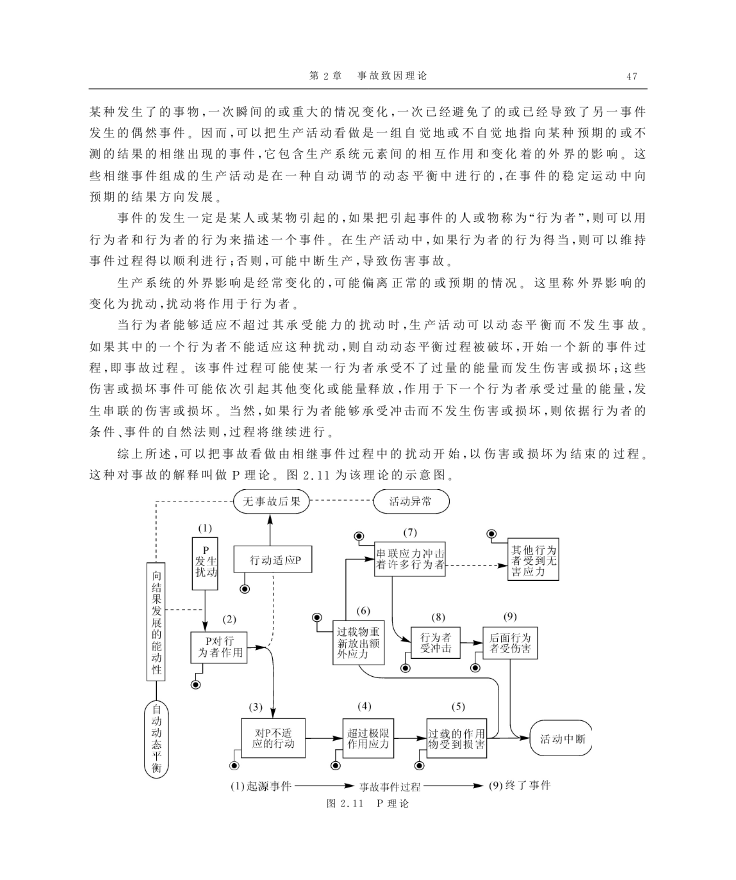 第 2 章 事故致因理论 47
某种发生了的事物,一次瞬间的或重大的情况变化,一次已经避免了的或已经导致了另一事件
发生的偶然事件。因而,可以把生产活动看做是一组自觉地或不自觉地指向某种预期的或不
测的结果的相继出现的事件,它包含生产系统元素间的相互作用和变化着的外界的影响。这
些相继事件组成的生产活动是在一种自动调节的动态平衡中进行的,在事件的稳定运动中向
预期的结果方向发展。
事件的发生一定是某人或某物引起的,如果把引起事件的人或物称为“行为者”,则可以用
行为者和行为者的行为来描述一个事件。在生产活动中,如果行为者的行为得当,则可以维持
事件过程得以顺利进行;否则,可能中断生产,导致伤害事故。
生产系统的外界影响是经常变化的,可能偏离正常的或预期的情况。这里称外界影响的
变化为扰动,扰动将作用于行为者。
当行为者能够适应不超过其承受能力的扰动时,生产活动可以动态平衡而不发生事故。
如果其中的一个行为者不能适应这种扰动,则自动动态平衡过程被破坏,开始一个新的事件过
程,即事故过程。该事件过程可能使某一行为者承受不了过量的能量而发生伤害或损坏;这些
伤害或损坏事件可能依次引起其他变化或能量释放,作用于下一个行为者承受过量的能量,发
生串联的伤害或损坏。当然,如果行为者能够承受冲击而不发生伤害或损坏,则依据行为者的
条件、事件的自然法则,过程将继续进行。
综上所述,可以把事故看做由相继事件过程中的扰动开始,以伤害或损坏为结束的过程。
这种对事故的解释叫做 P 理论。图 2.11 为该理论的示意图。
无事故后果
活动异常
(1)
P
发生
扰动
行动适应P
(7)
串联应力冲击
着许多行为者
其他行为
者受到无
害应力
向结果发展的能动性
(2)
P对行
为者作用
(6)
过载物重
新放出额
外应力
(8)
行为者
受冲击
(9)
后面行为
者受伤害
自动动态平衡
(3)
对P不适
应的行动
(4)
超过极限
作用应力
(5)
过载的作用
物受到损害
活动中断
(1)起源事件 事故事件过程 (9)终了事件
图 2.11 P 理论